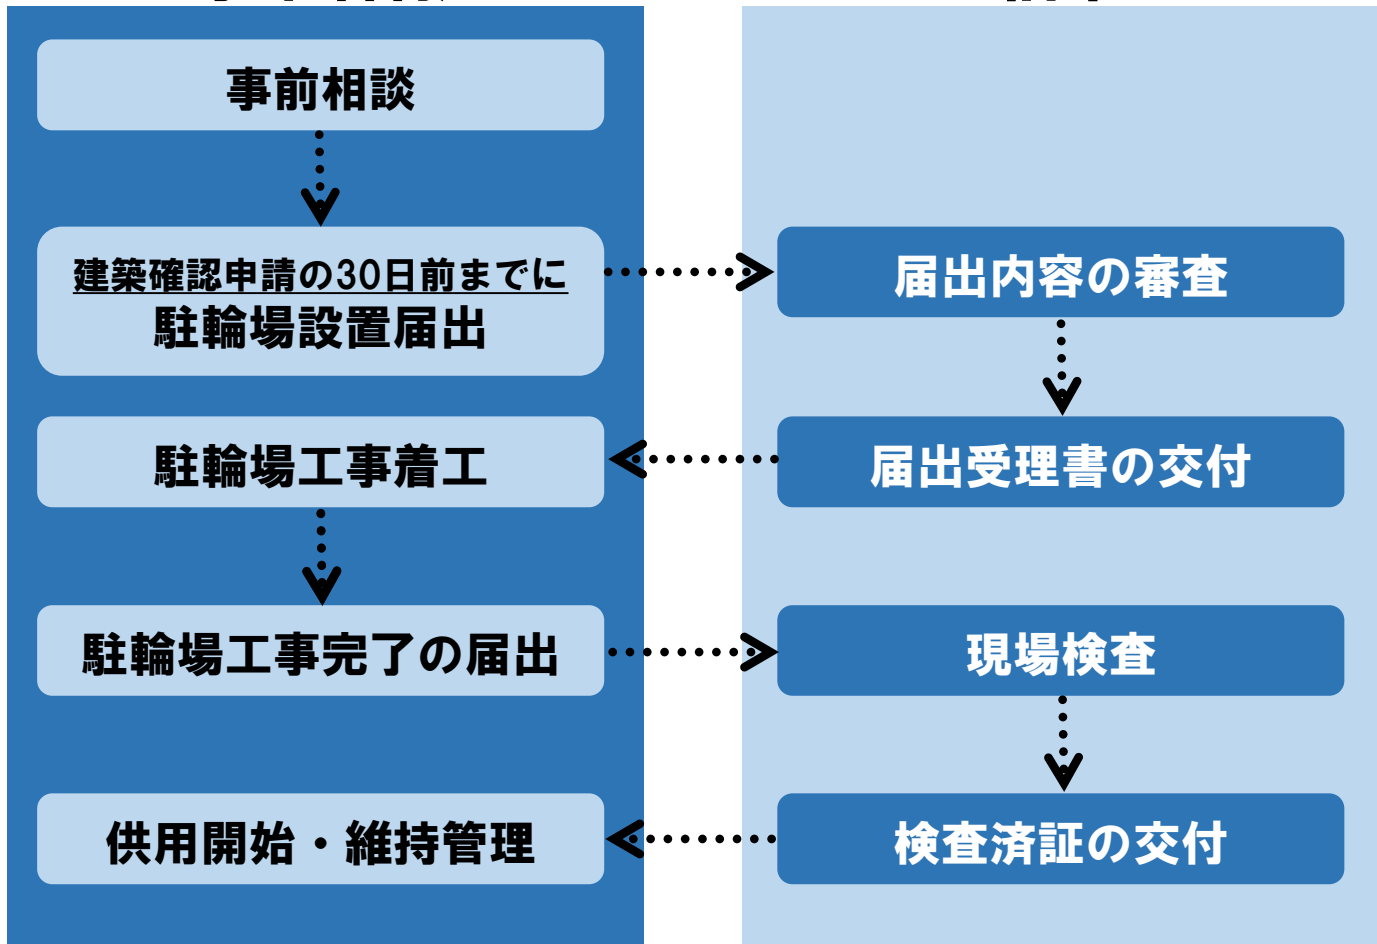 事前相談
建築確認申請の30日前までに
駐輪場設置届出
届出内容の審査
駐輪場工事着工
届出受理書の交付
駐輪場工事完了の届出
現場検査
供用開始・維持管理
検査済証の交付